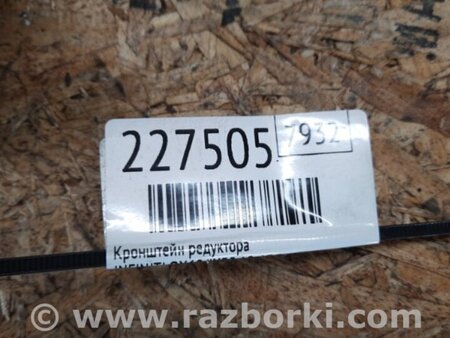 227505
7932
Кронштейн редуктора
www.razborki.com